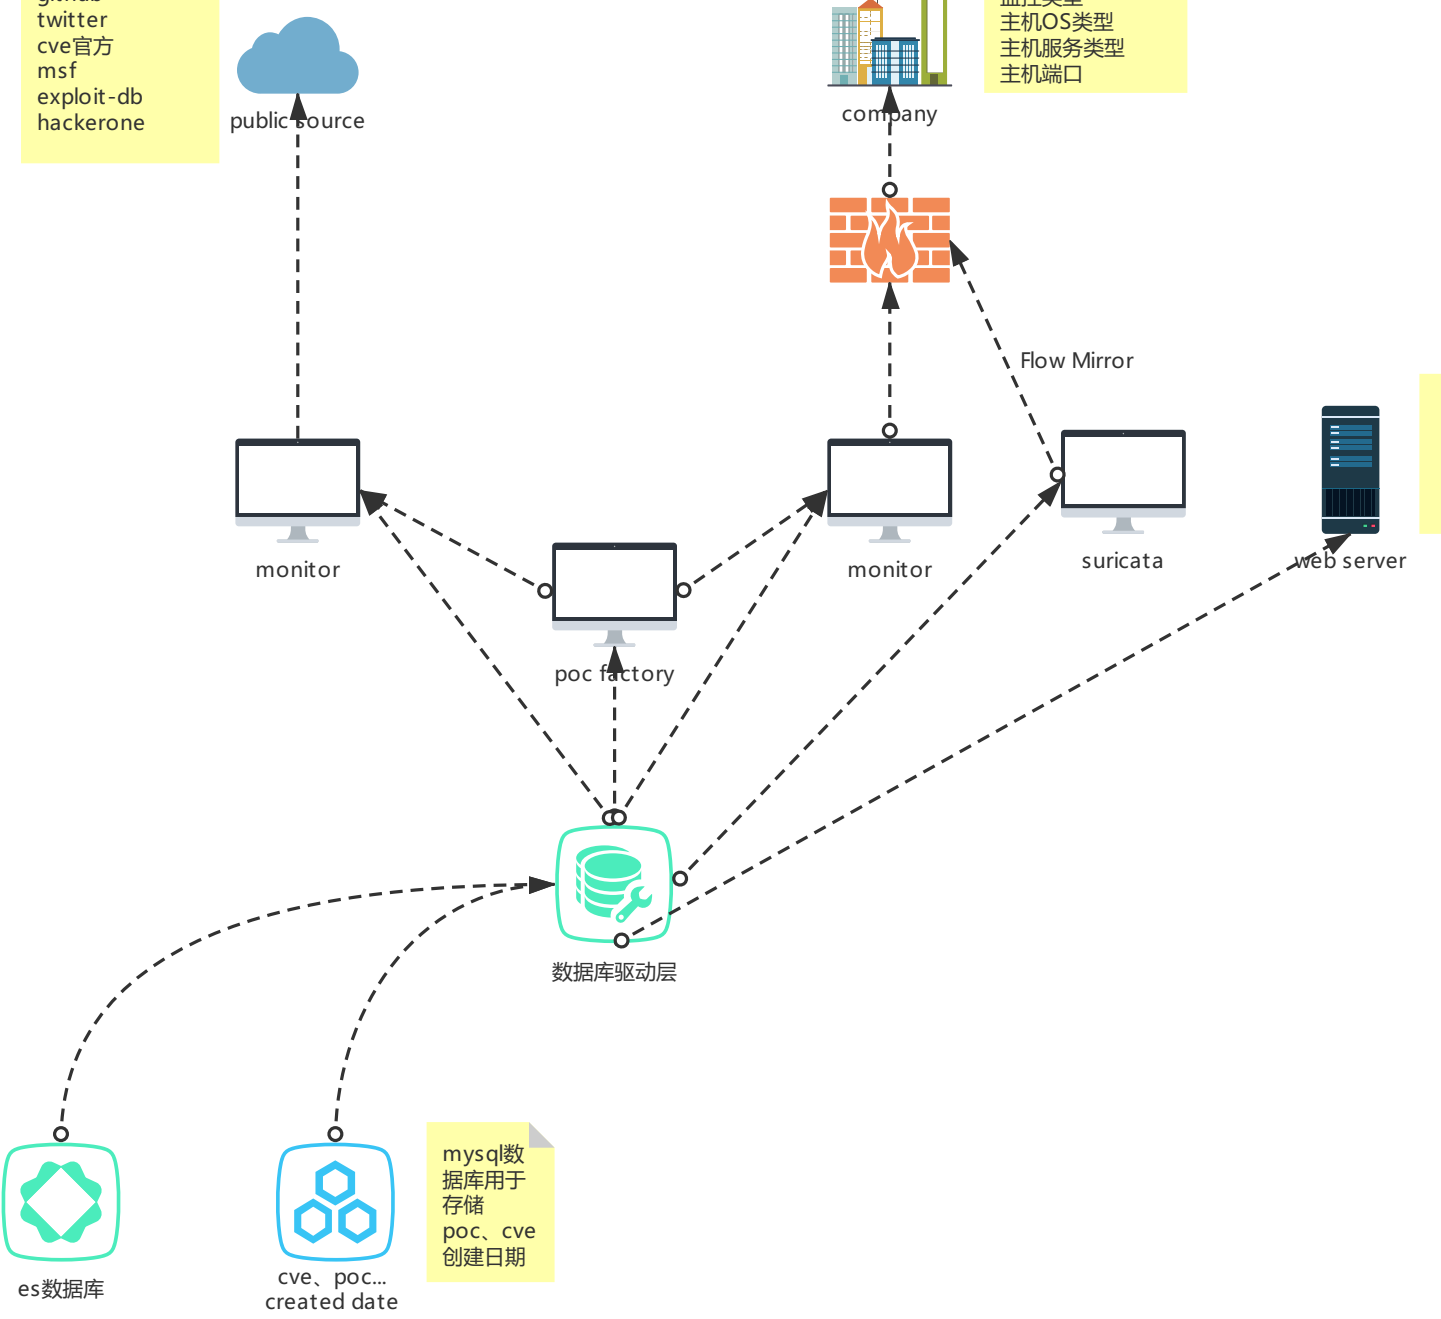 twitter
cve官方
msf
exploit-db
hackerone
public source
主机OS类型
主机服务类型
主机端口
company
Flow Mirror
monitor
monitor
suricata
web server
poc factory
数据库驱动层
mysql数
据库用于
存储
poc、cve
创建日期
es数据库
cve、poc...
created date